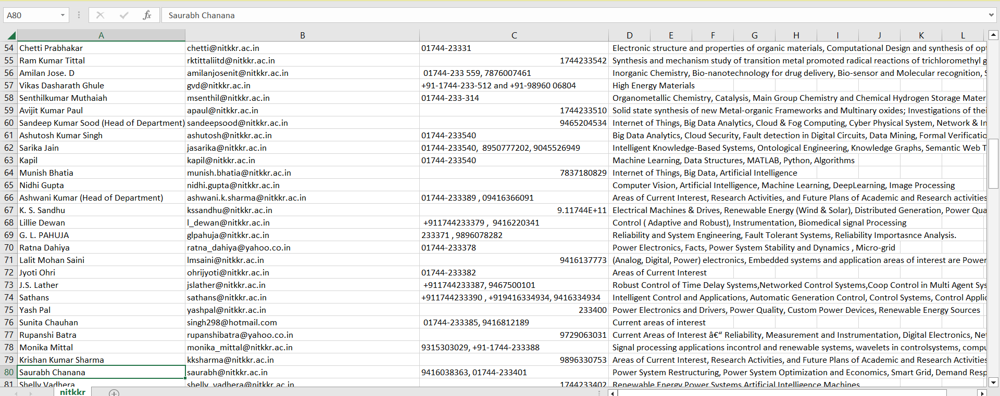 A80 fx Saurabh Chanana
A B C D E F G H I J K L
54 Chetti Prabhakar chetti@nitkkr.ac.in 01744-23331 Electronic structure and properties of organic materials, Computational Design and synthesis of op
55 Ram Kumar Tittal rktittaliitd@nitkkr.ac.in 1744233542 Synthesis and mechanism study of transition metal promoted radical reactions of trichloromethyl g
56 Amilan Jose. D amilanjosenit@nitkkr.ac.in 01744-233 559, 7876007461 Inorganic Chemistry, Bio-nanotechnology for drug delivery, Bio-sensor and Molecular recognition, S
57 Vikas Dasharath Ghule gvd@nitkkr.ac.in +91-1744-233-512 and +91-98960 06804 High Energy Materials
58 Senthilkumar Muthaiah msenthil@nitkkr.ac.in 01744-233-314 Organometallic Chemistry, Catalysis, Main Group Chemistry and Chemical Hydrogen Storage Mater
59 Avijit Kumar Paul apaul@nitkkr.ac.in 1744233510 Solid state synthesis of new Metal-organic Frameworks and Multinary oxides; Investigations of thei
60 Sandeep Kumar Sood (Head of Department) sandeepsood@nitkkr.ac.in 9465204534 Internet of Things, Big Data Analytics, Cloud & Fog Computing, Cyber Physical System, Network & In
61 Ashutosh Kumar Singh ashutosh@nitkkr.ac.in 01744-233540 Big Data Analytics, Cloud Security, Fault detection in Digital Circuits, Data Mining, Formal Verificatio
62 Sarika Jain jasarika@nitkkr.ac.in 01744-233540, 8950777202, 9045526949 Intelligent Knowledge-Based Systems, Ontological Engineering, Knowledge Graphs, Semantic Web T
63 Kapil kapil@nitkkr.ac.in 01744-233540 Machine Learning, Data Structures, MATLAB, Python, Algorithms
64 Munish Bhatia munish.bhatia@nitkkr.ac.in 7837180829 Internet of Things, Big Data, Artificial Intelligence
65 Nidhi Gupta nidhi.gupta@nitkkr.ac.in Computer Vision, Artificial Intelligence, Machine Learning, DeepLearning, Image Processing
66 Ashwani Kumar (Head of Department) ashwani.k.sharma@nitkkr.ac.in 01744-233389 , 09416366091 Areas of Current Interest, Research Activities, and Future Plans of Academic and Research activities
67 K. S. Sandhu kssandhu@nitkkr.ac.in 9.11744E+11 Electrical Machines & Drives, Renewable Energy (Wind & Solar), Distributed Generation, Power Qua
68 Lillie Dewan l_dewan@nitkkr.ac.in +911744233379 , 9416220341 Control ( Adaptive and Robust), Instrumentation, Biomedical signal Processing
69 G. L. PAHUJA glpahuja@nitkkr.ac.in 233371 , 9896078282 Reliability and System Engineering, Fault Tolerant Systems, Reliability Importasnce Analysis.
70 Ratna Dahiya ratna_dahiya@yahoo.co.in 01744-233378 Power Electronics, Facts, Power System Stability and Dynamics , Micro-grid
71 Lalit Mohan Saini lmsaini@nitkkr.ac.in 9416137773 (Analog, Digital, Power) electronics, Embedded systems and application areas of interest are Power
72 Jyoti Ohri ohrijyoti@nitkkr.ac.in 01744-233382 Areas of Current Interest
73 J.S. Lather jslather@nitkkr.ac.in +911744233387, 9467500101 Robust Control of Time Delay Systems,Networked Control Systems,Coop Control in Multi Agent Sys
74 Sathans sathans@nitkkr.ac.in +911744233390 , +919416334934, 9416334934 Intelligent Control and Applications, Automatic Generation Control, Control Systems, Control Applic
75 Yash Pal yashpal@nitkkr.ac.in 233400 Power Electronics and Drivers, Power Quality, Custom Power Devices, Renewable Energy Sources
76 Sunita Chauhan singh298@hotmail.com 01744-233385, 9416812189 Current areas of interest
77 Rupanshi Batra rupanshibatra@yahoo.co.in 9729063031 Current Areas of Interest â€“ Reliability, Measurement and Instrumentation, Digital Electronics, Net
78 Monika Mittal monika_mittal@nitkkr.ac.in 9315303029, +91-1744-233388 Signal processing applications incontrol and renewable systems, wavelets in controlsystems, compu
79 Krishan Kumar Sharma kksharma@nitkkr.ac.in 9896330753 Areas of Current Interest, Research Activities, and Future Plans of Academic and Research Activities
80 Saurabh Chanana saurabh@nitkkr.ac.in 9416038363, 01744-233401 Power System Restructuring, Power System Optimization and Economics, Smart Grid, Demand Resp
81 Shelly Vadhera shelly_vadhera@nitkkr.ac.in 1744233402 Renewable Energy Power Systems Artificial Intelligence Machines
nitkkr